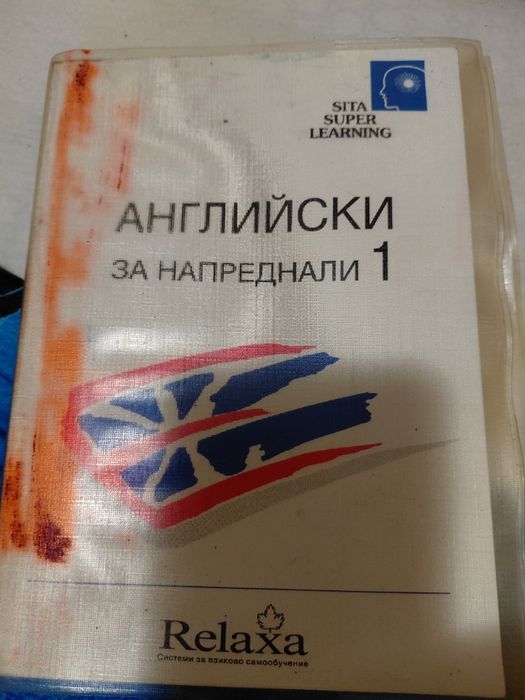 SITA
SUPER
LEARNING
АНГЛИЙСКИ
ЗА НАПРЕДНАЛИ 1
Relaxa
Системи за езиково самообучение